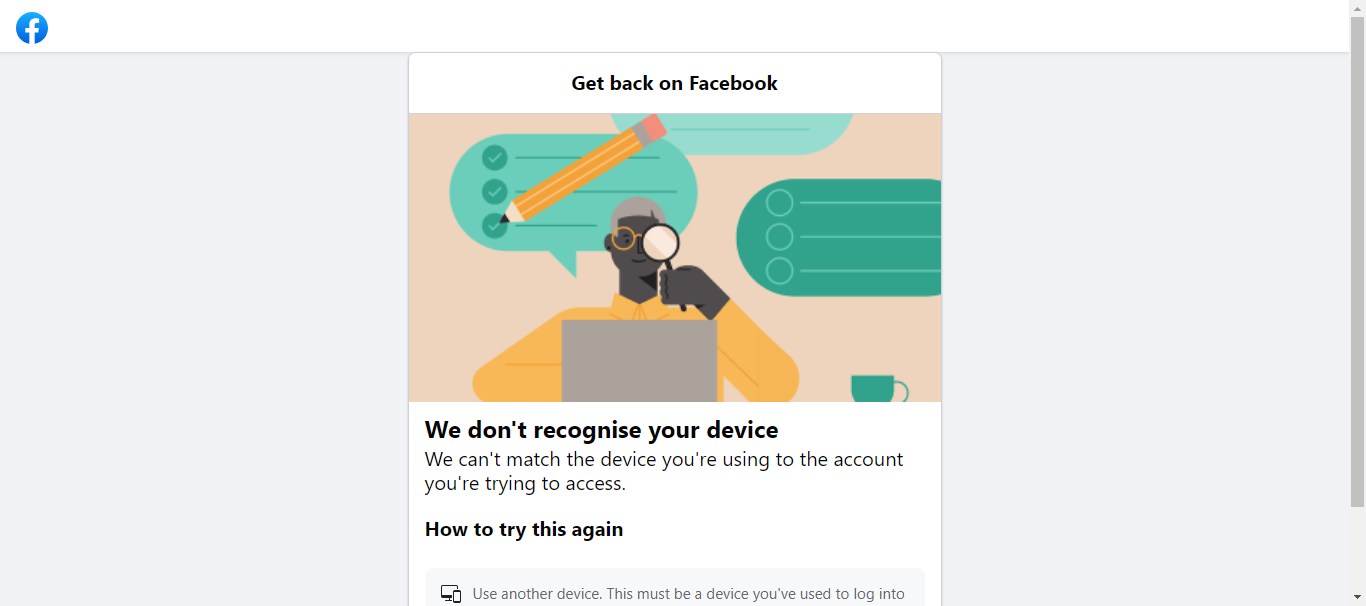 Get back on Facebook
We don't recognise your device
We can't match the device you're using to the account
you're trying to access.
How to try this again
Use another device. This must be a device you've used to log into